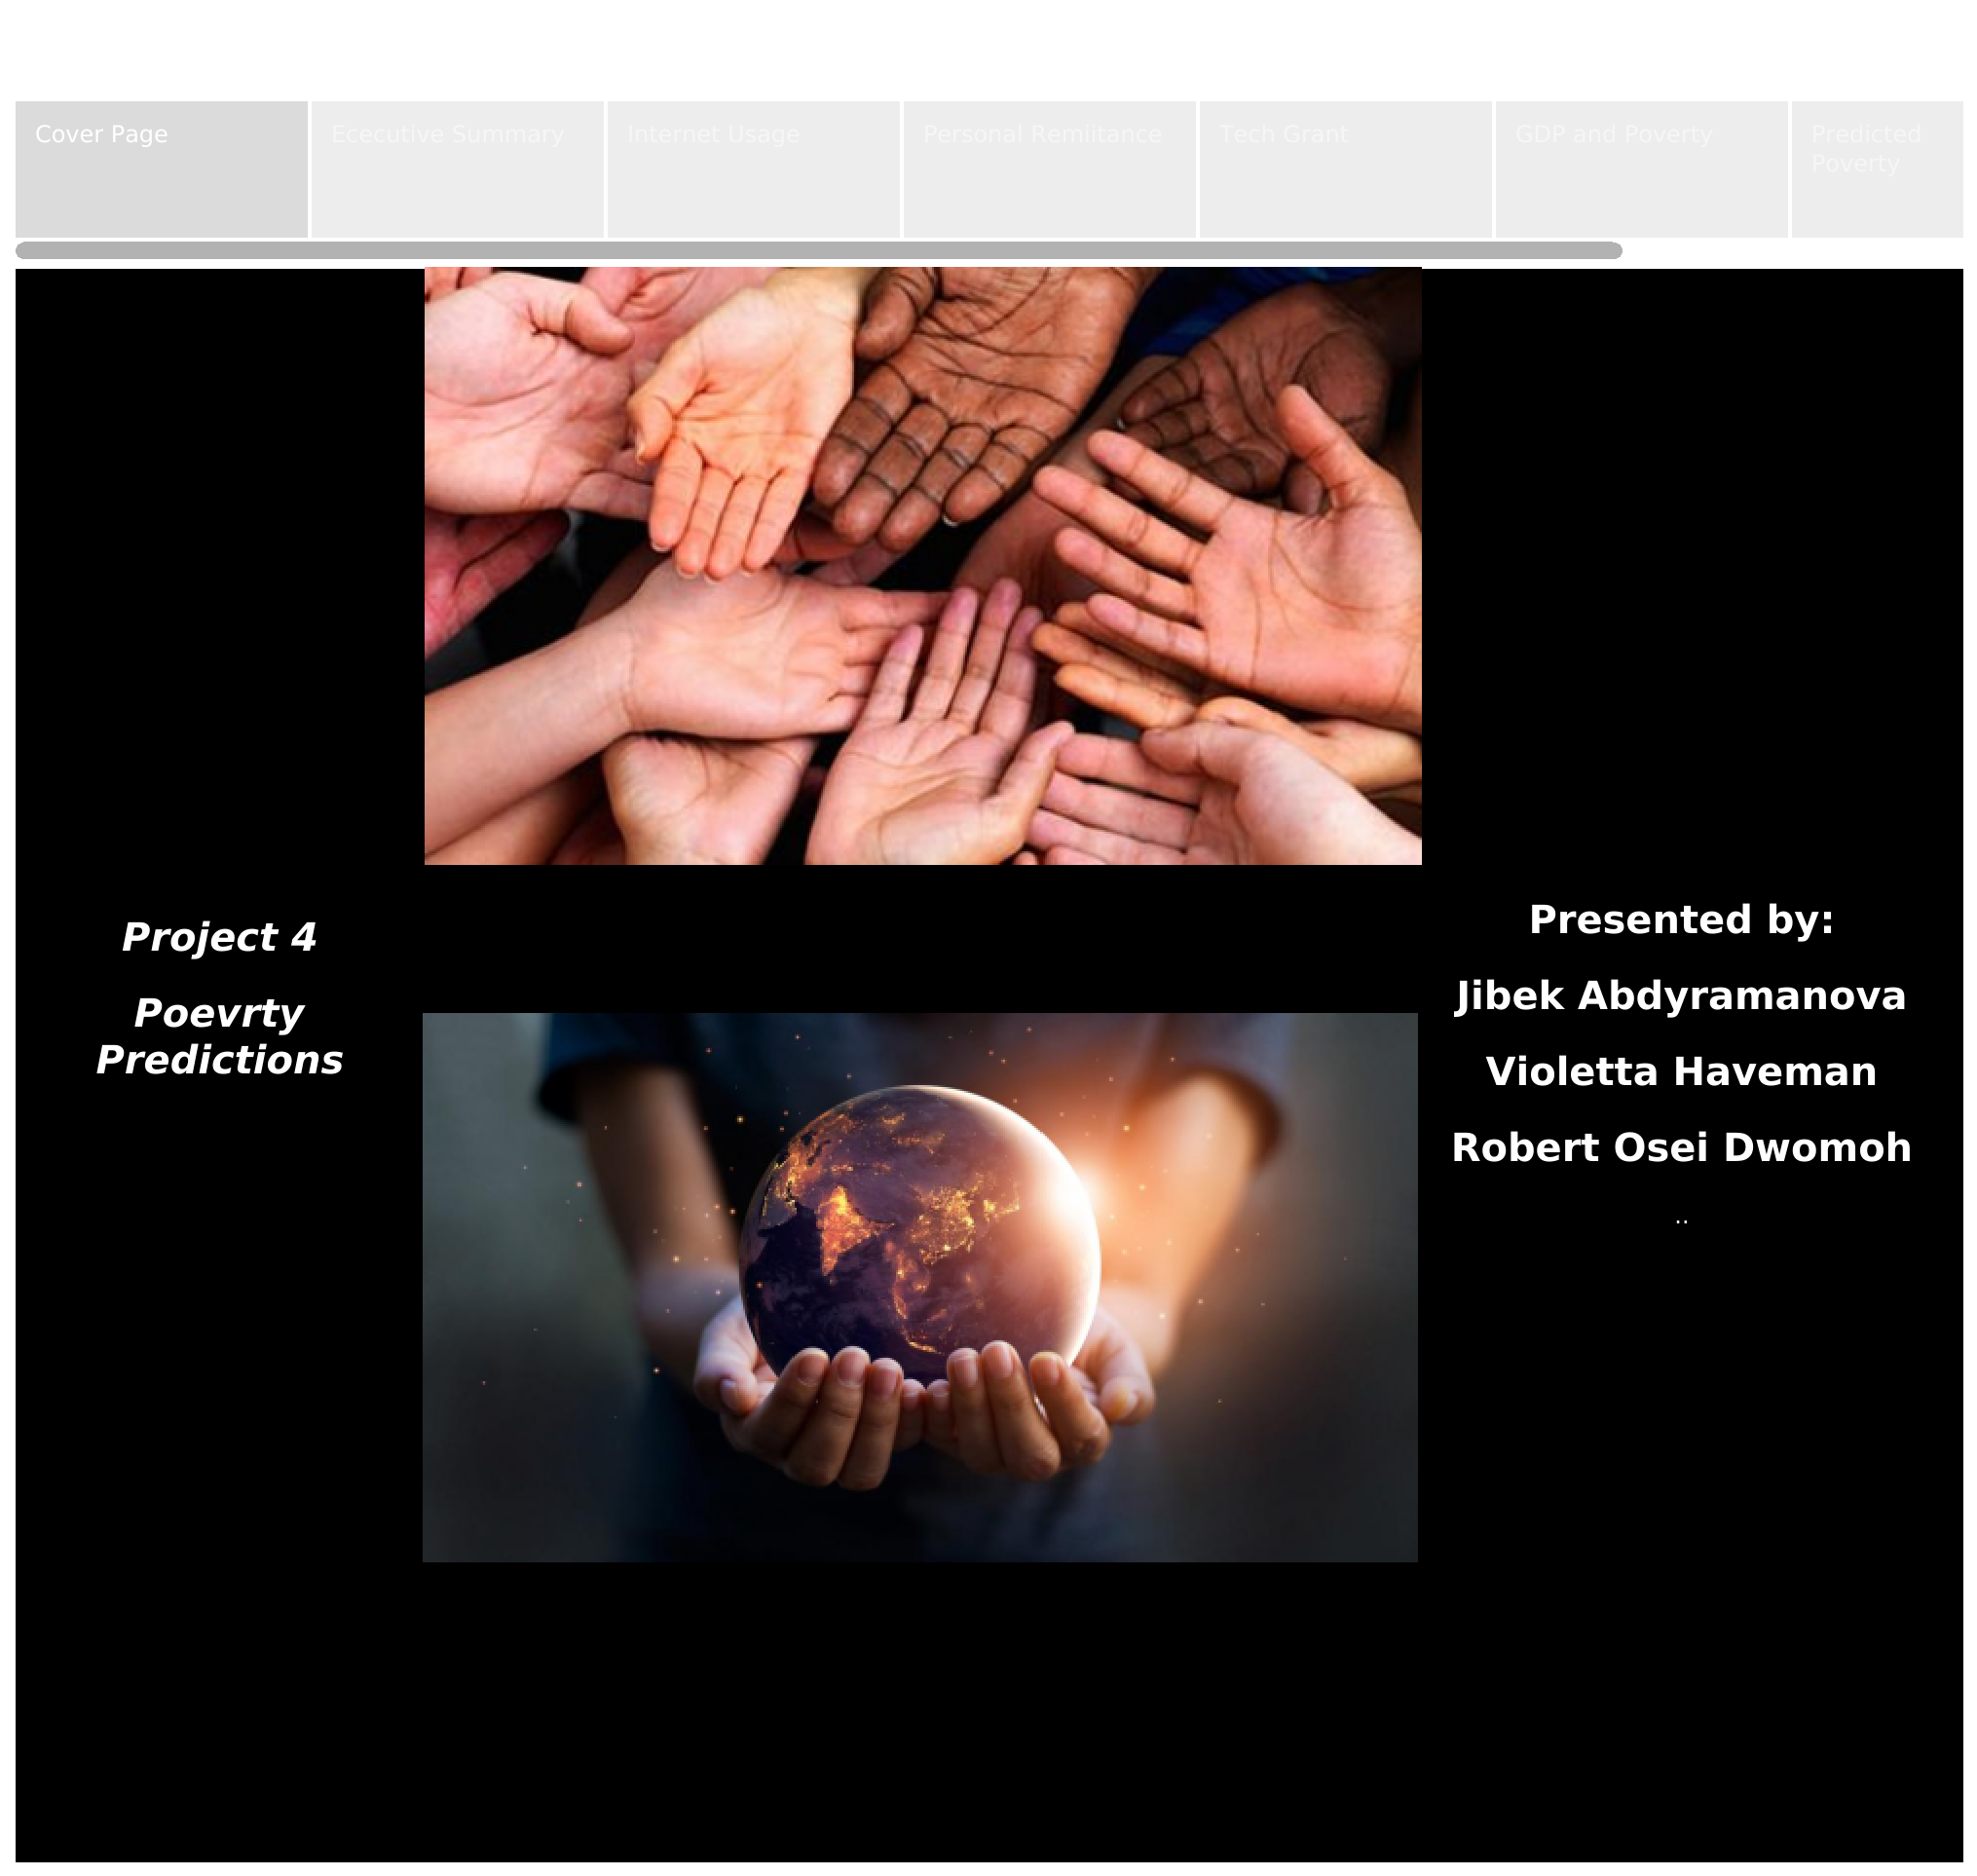 Cover Page
Ececutive Summary
Internet Usage
Personal Remiitance
Tech Grant
GDP and Poverty
Predicted
Poverty
Project 4
Poevrty
Predictions
Presented by:
Jibek Abdyramanova
Violetta Haveman
Robert Osei Dwomoh
..